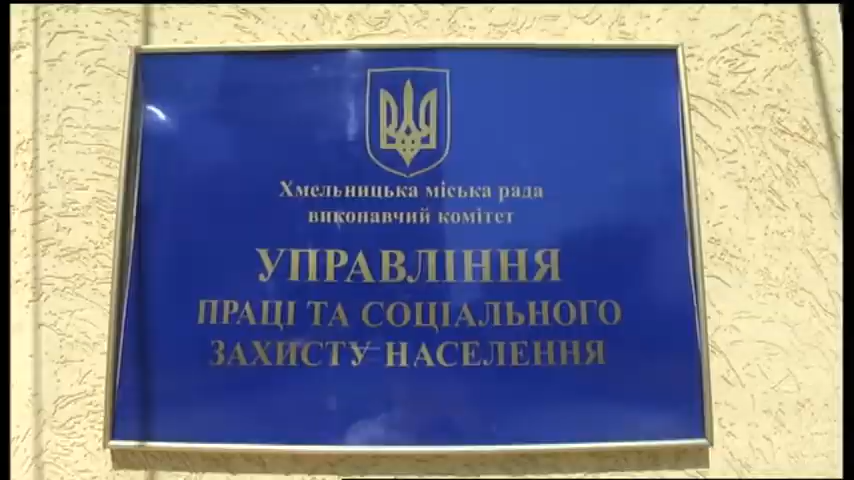 Хмельницька міська рада
виконавчий комітет
УПРАВЛІННЯ
ПРАЦІ ТА СОЦІАЛЬНОГО
ЗАХИСТУ НАСЕЛЕННЯ